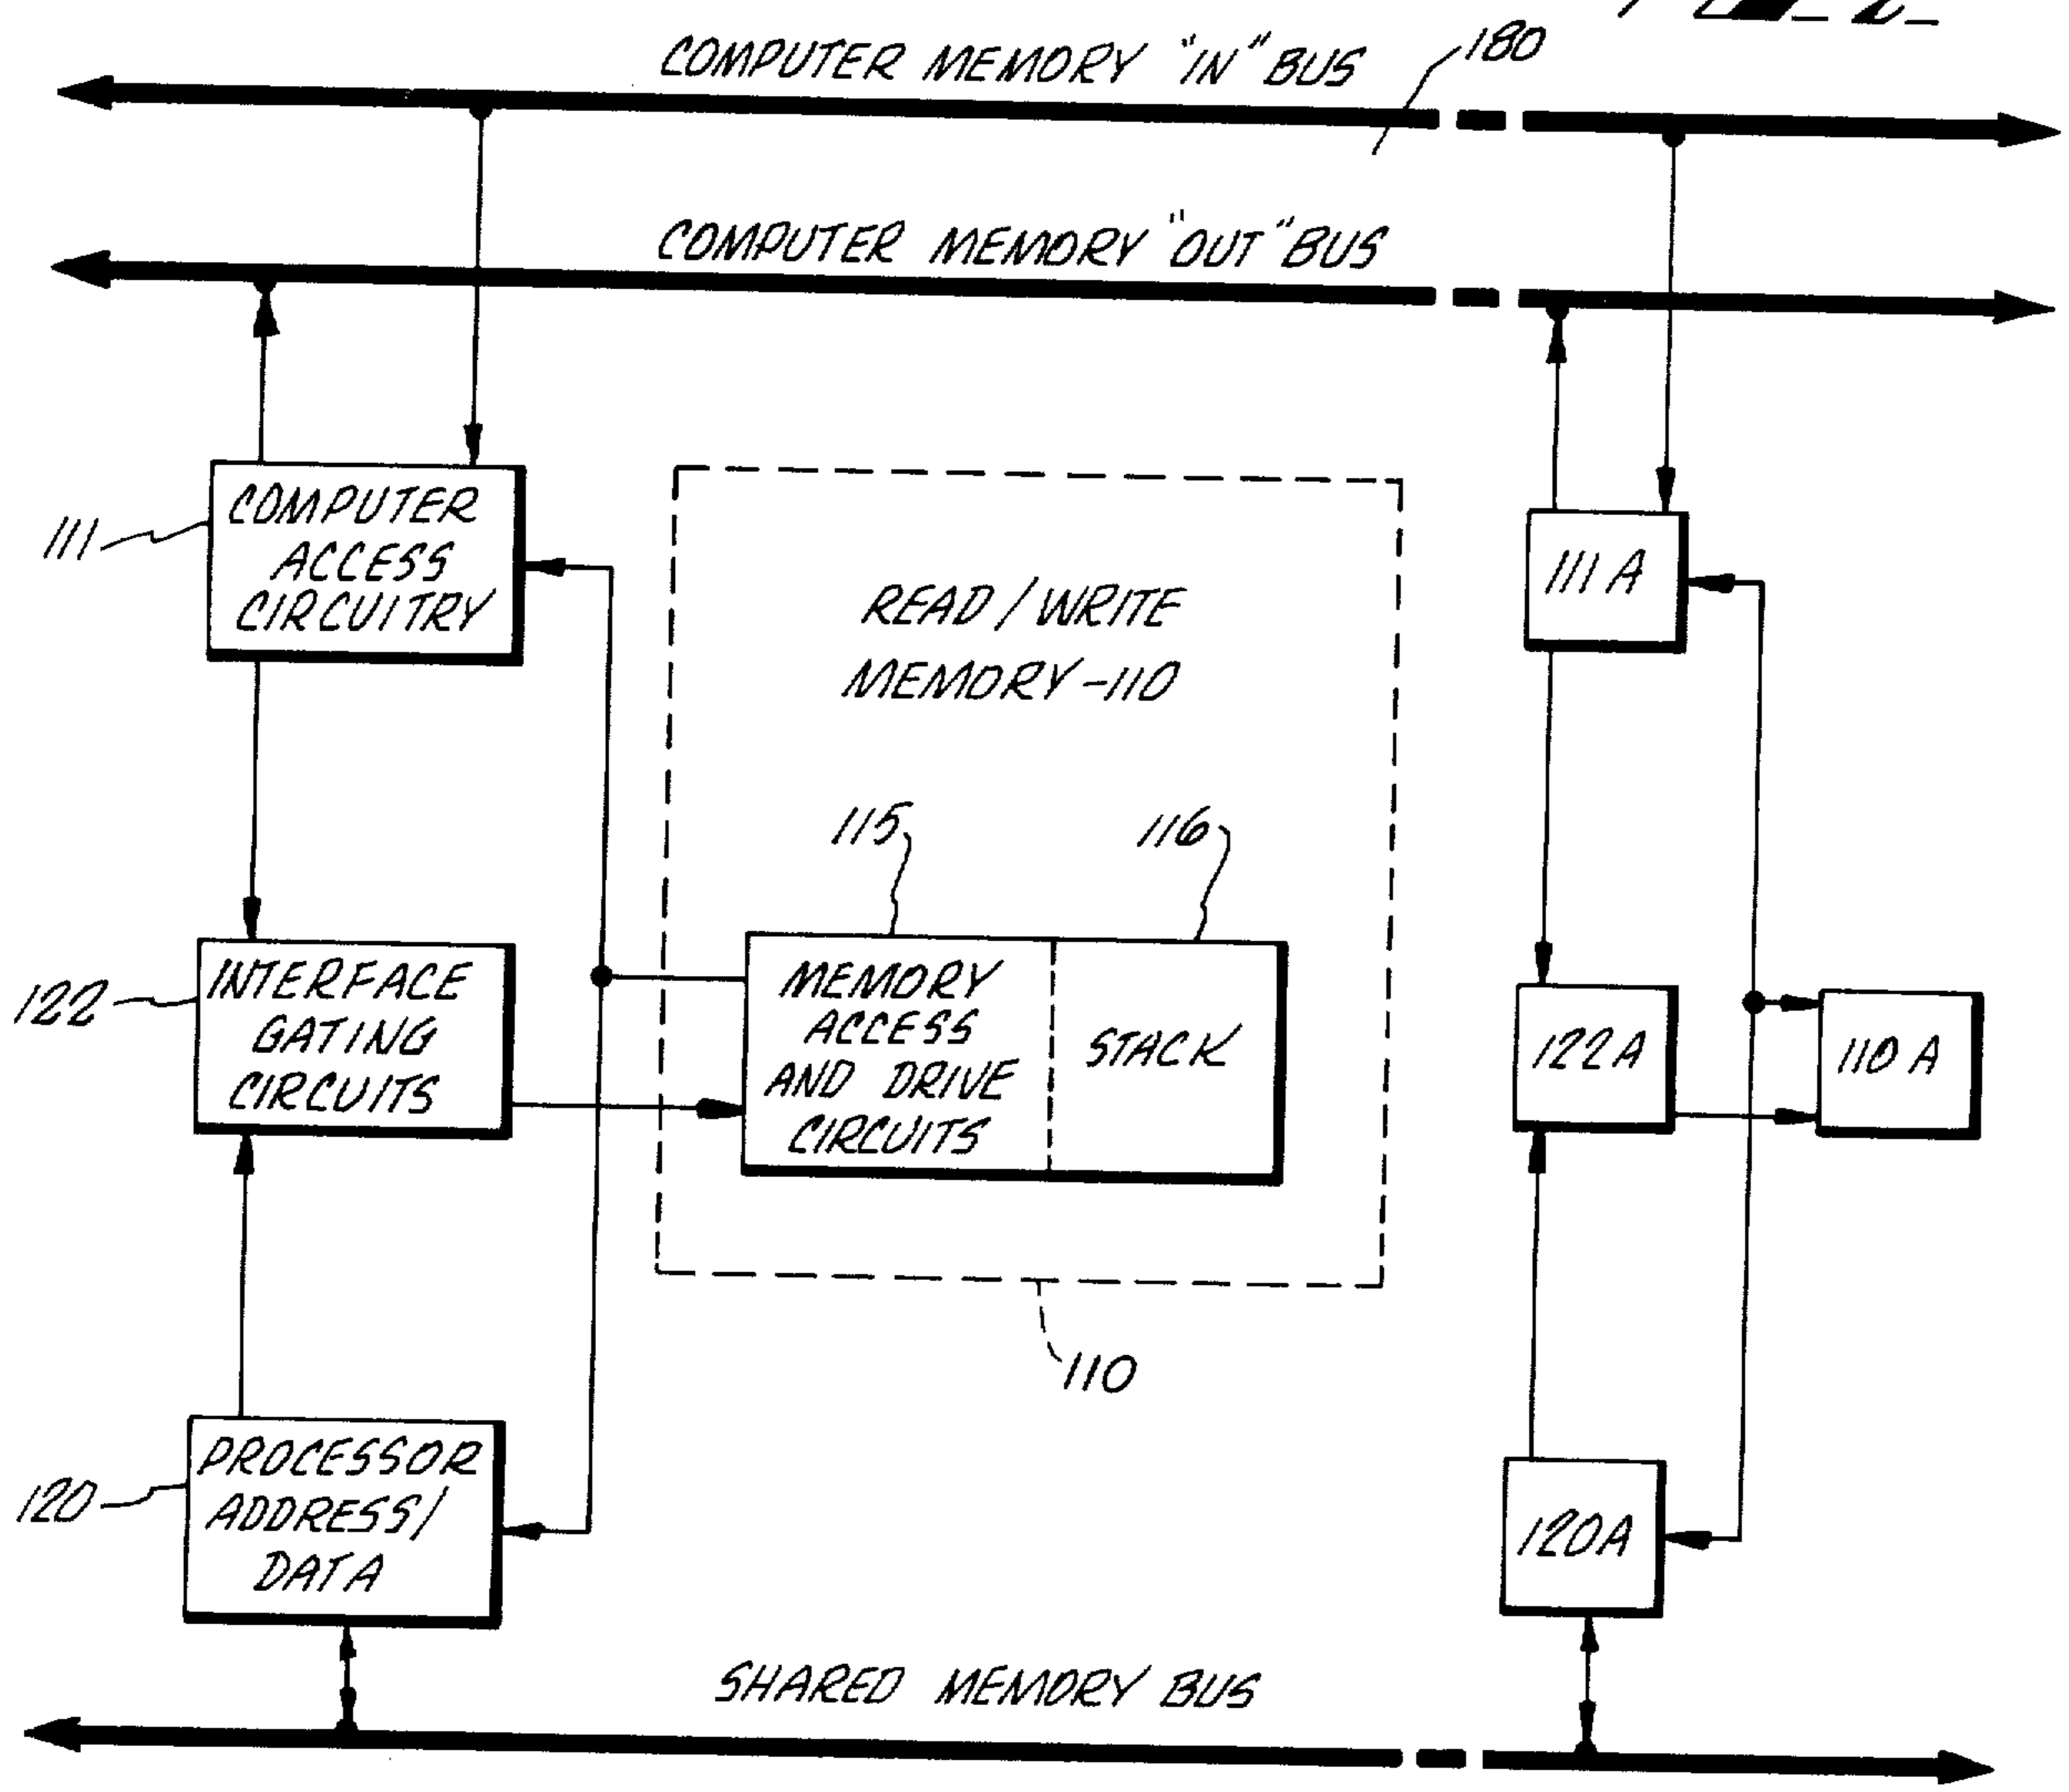 COMPUTER MEMORY "IN" BUS
180
COMPUTER MEMORY "OUT" BUS
111
COMPUTER
ACCESS
CIRCUITRY
READ/WRITE
MEMORY-110
111A
115
116
122
INTERFACE
GATING
CIRCUITS
MEMORY
ACCESS
AND DRIVE
CIRCUITS
STACK
122A
110A
110
120
PROCESSOR
ADDRESS/
DATA
120A
SHARED MEMORY BUS